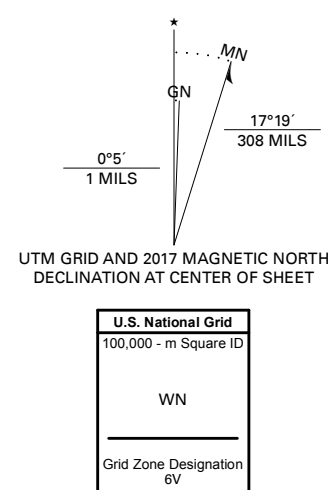 ★
MN
GN
17°19´
308 MILS
0°5´
1 MILS
UTM GRID AND 2017 MAGNETIC NORTH
DECLINATION AT CENTER OF SHEET
U.S. National Grid
100,000 - m Square ID
WN
Grid Zone Designation
6V